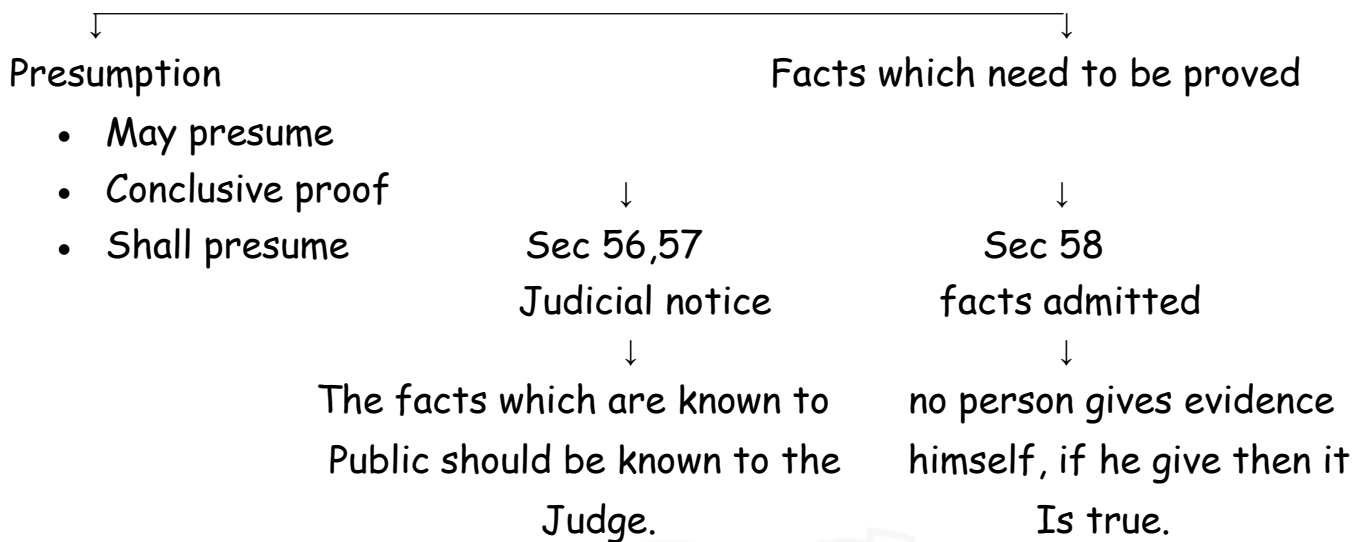 Presumption Facts which need to be proved
• May presume
• Conclusive proof
• Shall presume Sec 56,57 Sec 58
Judicial notice facts admitted
The facts which are known to no person gives evidence
Public should be known to the himself, if he give then it
Judge. Is true.